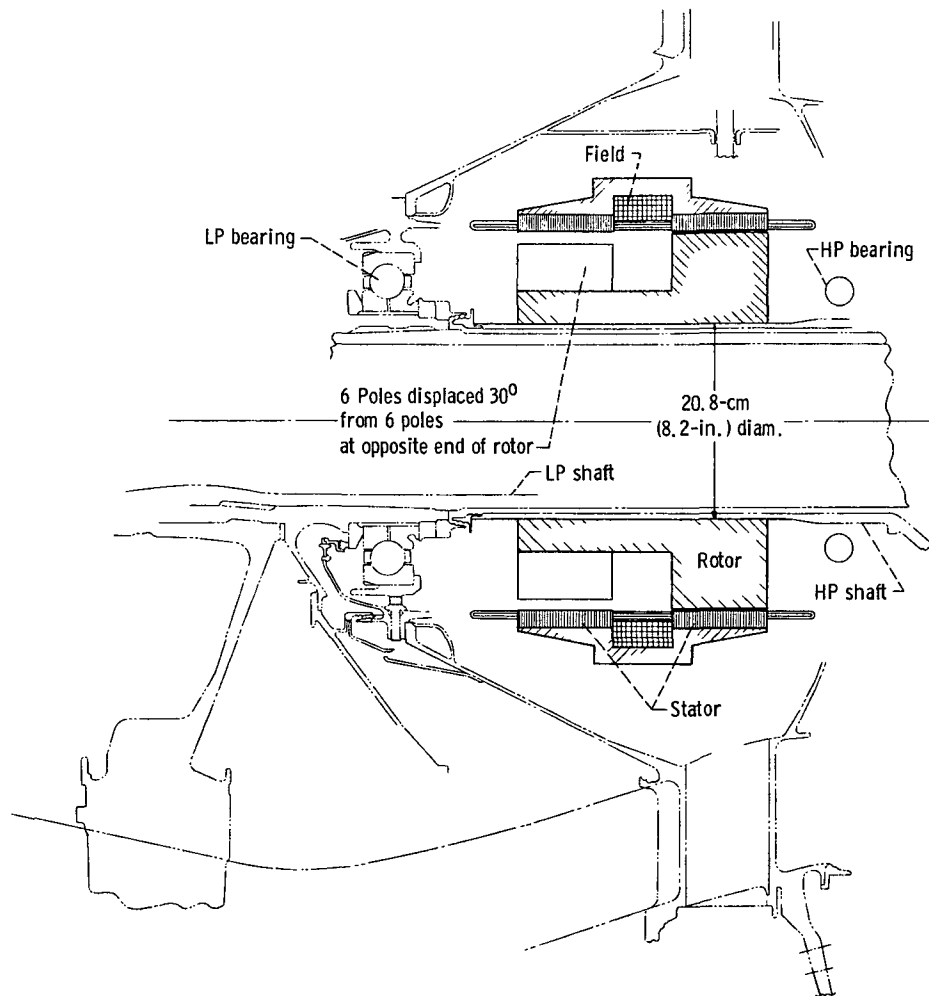 Field
LP bearing
HP bearing
6 Poles displaced 30⁰
from 6 poles
at opposite end of rotor
20.8-cm
(8.2-in.) diam.
LP shaft
Rotor
HP shaft
Stator